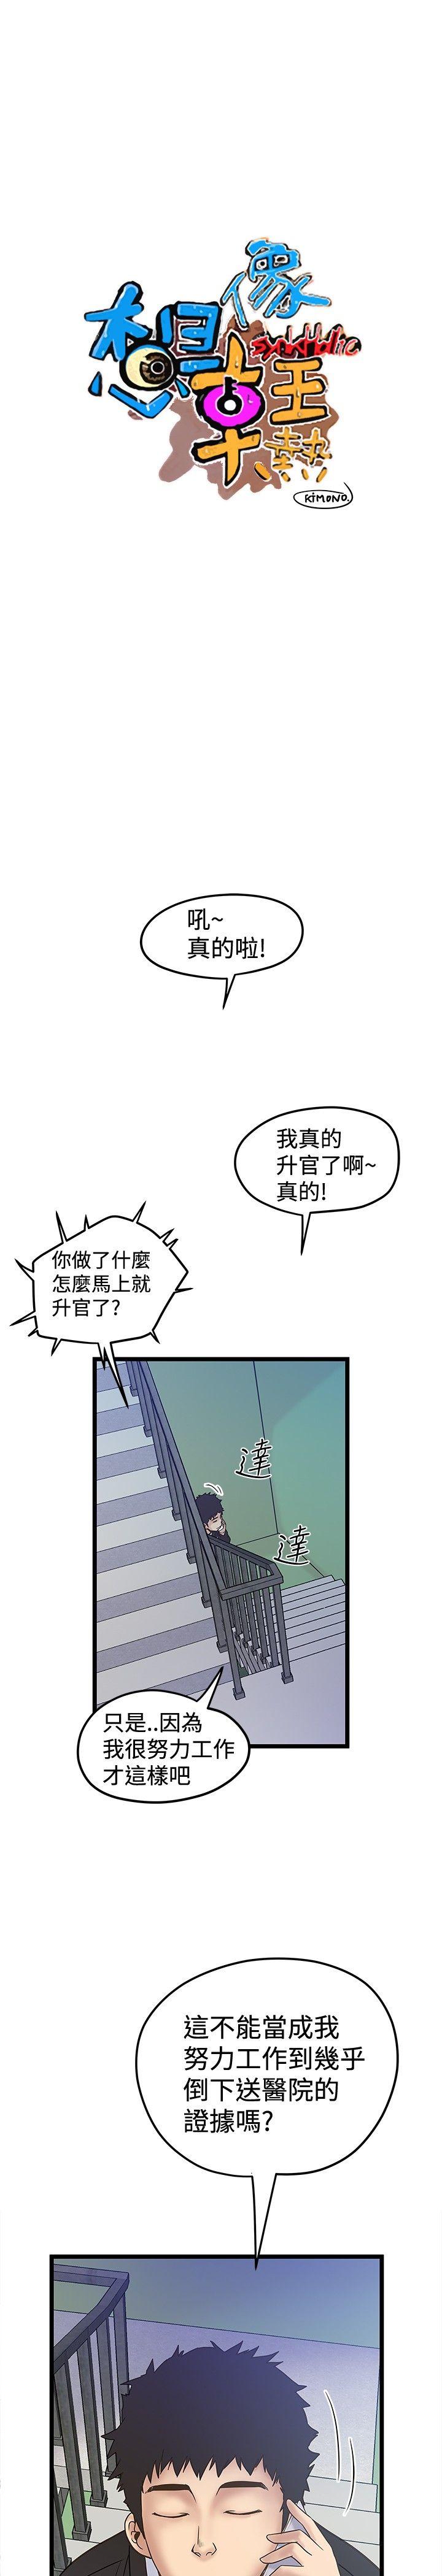 想像
草王
KIMONO.
吼~
真的啦!
我真的
升官了啊~
真的!
你做了什麼
怎麼馬上就
升官了?
達
達
只是..因為
我很努力工作
才這樣吧
這不能當成我
努力工作到幾乎
倒下送醫院的
證據嗎?